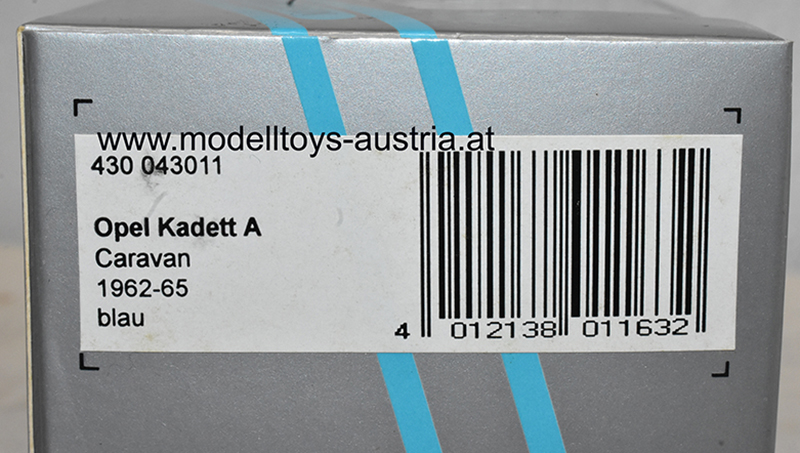 www.modelltoys-austria.at
430 043011
Opel Kadett A
Caravan
1962-65
blau
4 012138 011632